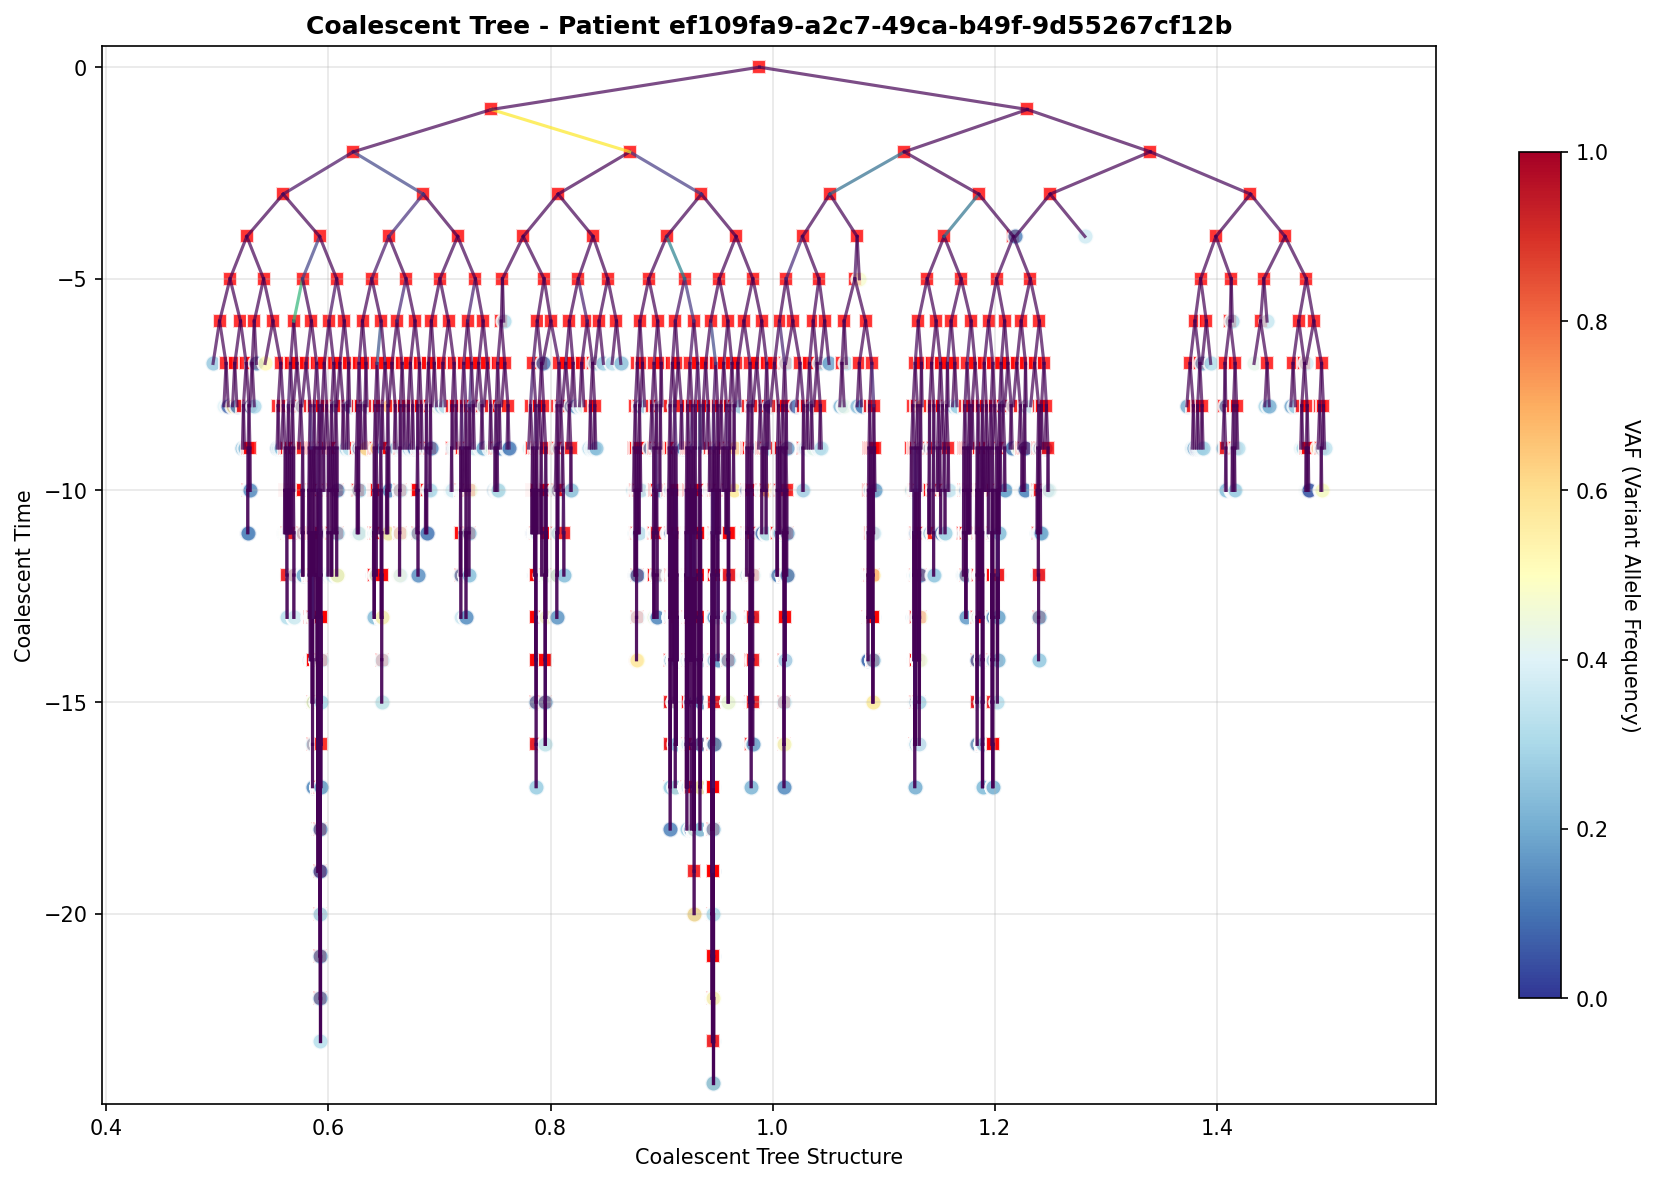 Coalescent Tree - Patient ef109fa9-a2c7-49ca-b49f-9d55267cf12b
0
−5
−10
−15
−20
Coalescent Time
0.4 0.6 0.8 1.0 1.2 1.4
Coalescent Tree Structure
1.0
0.8
0.6
0.4
0.2
0.0
VAF (Variant Allele Frequency)